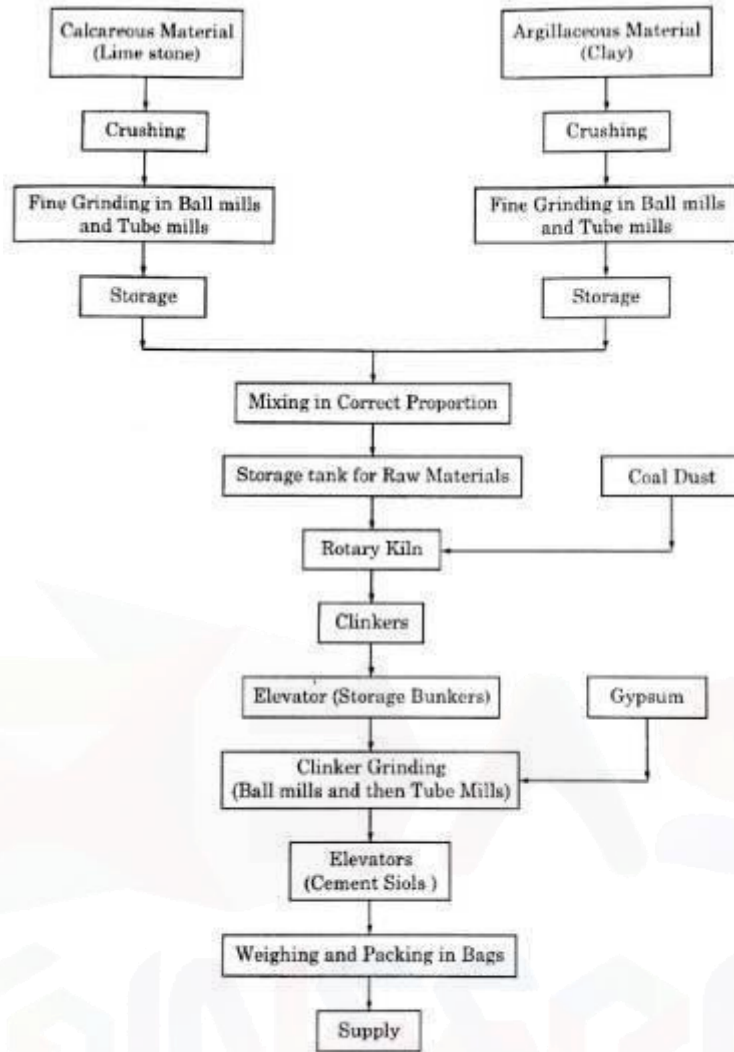 Calcareous Material
(Lime stone)
Argillaceous Material
(Clay)
Crushing
Crushing
Fine Grinding in Ball mills
and Tube mills
Fine Grinding in Ball mills
and Tube mills
Storage
Storage
Mixing in Correct Proportion
Storage tank for Raw Materials
Coal Dust
Rotary Kiln
Clinkers
Elevator (Storage Bunkers)
Gypsum
Clinker Grinding
(Ball mills and then Tube Mills)
Elevators
(Cement Siols )
Weighing and Packing in Bags
Supply